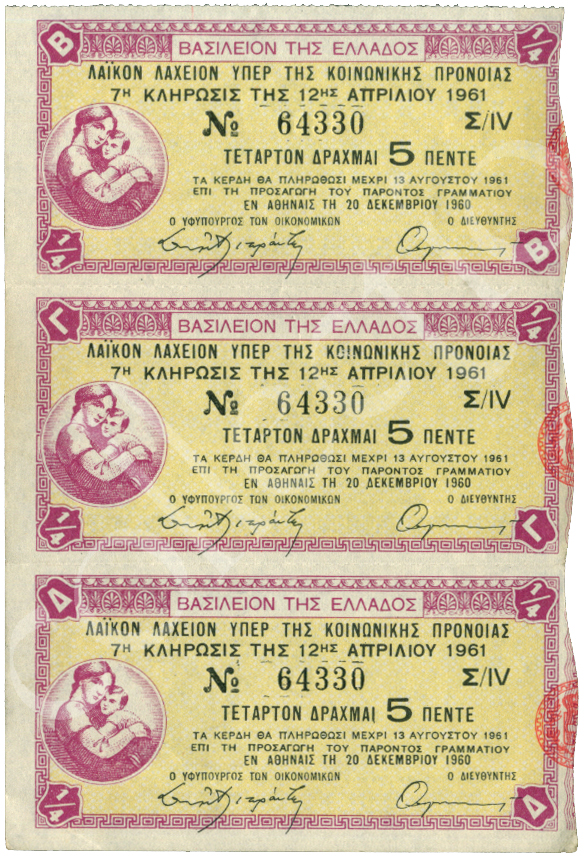 Β 1/4
ΒΑΣΙΛΕΙΟΝ ΤΗΣ ΕΛΛΑΔΟΣ
ΛΑΪΚΟΝ ΛΑΧΕΙΟΝ ΥΠΕΡ ΤΗΣ ΚΟΙΝΩΝΙΚΗΣ ΠΡΟΝΟΙΑΣ
7Η ΚΛΗΡΩΣΙΣ ΤΗΣ 12ΗΣ ΑΠΡΙΛΙΟΥ 1961
№ 64330 Σ/IV
ΤΕΤΑΡΤΟΝ ΔΡΑΧΜΑΙ 5 ΠΕΝΤΕ
ΤΑ ΚΕΡΔΗ ΘΑ ΠΛΗΡΩΘΩΣΙ ΜΕΧΡΙ 13 ΑΥΓΟΥΣΤΟΥ 1961
ΕΠΙ ΤΗ ΠΡΟΣΑΓΩΓΗ ΤΟΥ ΠΑΡΟΝΤΟΣ ΓΡΑΜΜΑΤΙΟΥ
ΕΝ ΑΘΗΝΑΙΣ ΤΗ 20 ΔΕΚΕΜΒΡΙΟΥ 1960
Ο ΥΦΥΠΟΥΡΓΟΣ ΤΩΝ ΟΙΚΟΝΟΜΙΚΩΝ Ο ΔΙΕΥΘΥΝΤΗΣ
1/4 Β
Γ 1/4
ΒΑΣΙΛΕΙΟΝ ΤΗΣ ΕΛΛΑΔΟΣ
ΛΑΪΚΟΝ ΛΑΧΕΙΟΝ ΥΠΕΡ ΤΗΣ ΚΟΙΝΩΝΙΚΗΣ ΠΡΟΝΟΙΑΣ
7Η ΚΛΗΡΩΣΙΣ ΤΗΣ 12ΗΣ ΑΠΡΙΛΙΟΥ 1961
№ 64330 Σ/IV
ΤΕΤΑΡΤΟΝ ΔΡΑΧΜΑΙ 5 ΠΕΝΤΕ
ΤΑ ΚΕΡΔΗ ΘΑ ΠΛΗΡΩΘΩΣΙ ΜΕΧΡΙ 13 ΑΥΓΟΥΣΤΟΥ 1961
ΕΠΙ ΤΗ ΠΡΟΣΑΓΩΓΗ ΤΟΥ ΠΑΡΟΝΤΟΣ ΓΡΑΜΜΑΤΙΟΥ
ΕΝ ΑΘΗΝΑΙΣ ΤΗ 20 ΔΕΚΕΜΒΡΙΟΥ 1960
Ο ΥΦΥΠΟΥΡΓΟΣ ΤΩΝ ΟΙΚΟΝΟΜΙΚΩΝ Ο ΔΙΕΥΘΥΝΤΗΣ
1/4 Γ
Δ 1/4
ΒΑΣΙΛΕΙΟΝ ΤΗΣ ΕΛΛΑΔΟΣ
ΛΑΪΚΟΝ ΛΑΧΕΙΟΝ ΥΠΕΡ ΤΗΣ ΚΟΙΝΩΝΙΚΗΣ ΠΡΟΝΟΙΑΣ
7Η ΚΛΗΡΩΣΙΣ ΤΗΣ 12ΗΣ ΑΠΡΙΛΙΟΥ 1961
№ 64330 Σ/IV
ΤΕΤΑΡΤΟΝ ΔΡΑΧΜΑΙ 5 ΠΕΝΤΕ
ΤΑ ΚΕΡΔΗ ΘΑ ΠΛΗΡΩΘΩΣΙ ΜΕΧΡΙ 13 ΑΥΓΟΥΣΤΟΥ 1961
ΕΠΙ ΤΗ ΠΡΟΣΑΓΩΓΗ ΤΟΥ ΠΑΡΟΝΤΟΣ ΓΡΑΜΜΑΤΙΟΥ
ΕΝ ΑΘΗΝΑΙΣ ΤΗ 20 ΔΕΚΕΜΒΡΙΟΥ 1960
Ο ΥΦΥΠΟΥΡΓΟΣ ΤΩΝ ΟΙΚΟΝΟΜΙΚΩΝ Ο ΔΙΕΥΘΥΝΤΗΣ
1/4 Δ